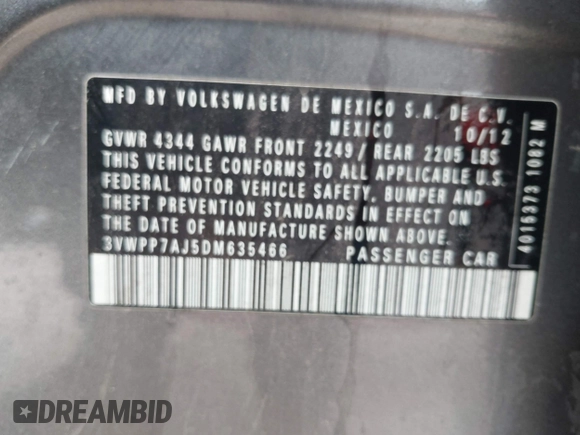 MFD BY VOLKSWAGEN DE MEXICO S.A. DE C.V.
MEXICO 10/12
GVWR 4344 GAWR FRONT 2249/ REAR 2205 LBS
THIS VEHICLE CONFORMS TO ALL APPLICABLE U.S.
FEDERAL MOTOR VEHICLE SAFETY, BUMPER AND
THEFT PREVENTION STANDARDS IN EFFECT ON
THE DATE OF MANUFACTURE SHOWN ABOVE.
3VWPP7AJ5DM635466 PASSENGER CAR
4016373 1082 M
DREAMBID